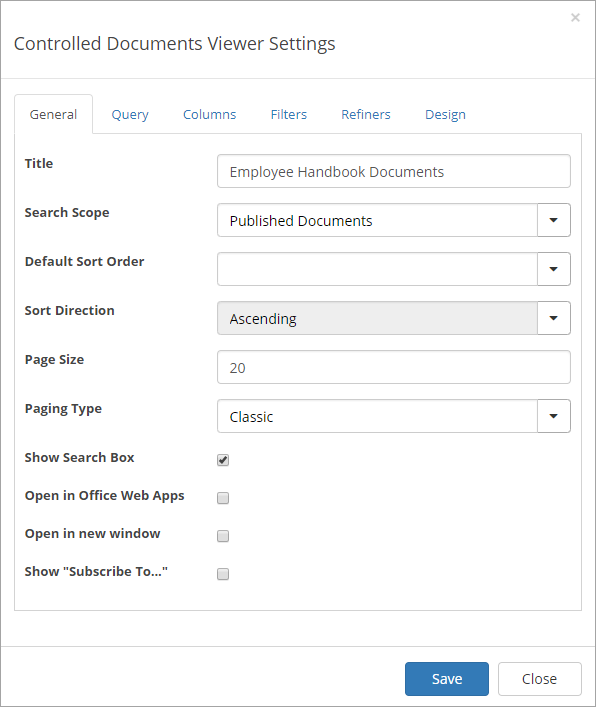 ×
Controlled Documents Viewer Settings
General Query Columns Filters Refiners Design
Title Employee Handbook Documents
Search Scope Published Documents
Default Sort Order
Sort Direction Ascending
Page Size 20
Paging Type Classic
Show Search Box
Open in Office Web Apps
Open in new window
Show "Subscribe To..."
Save Close